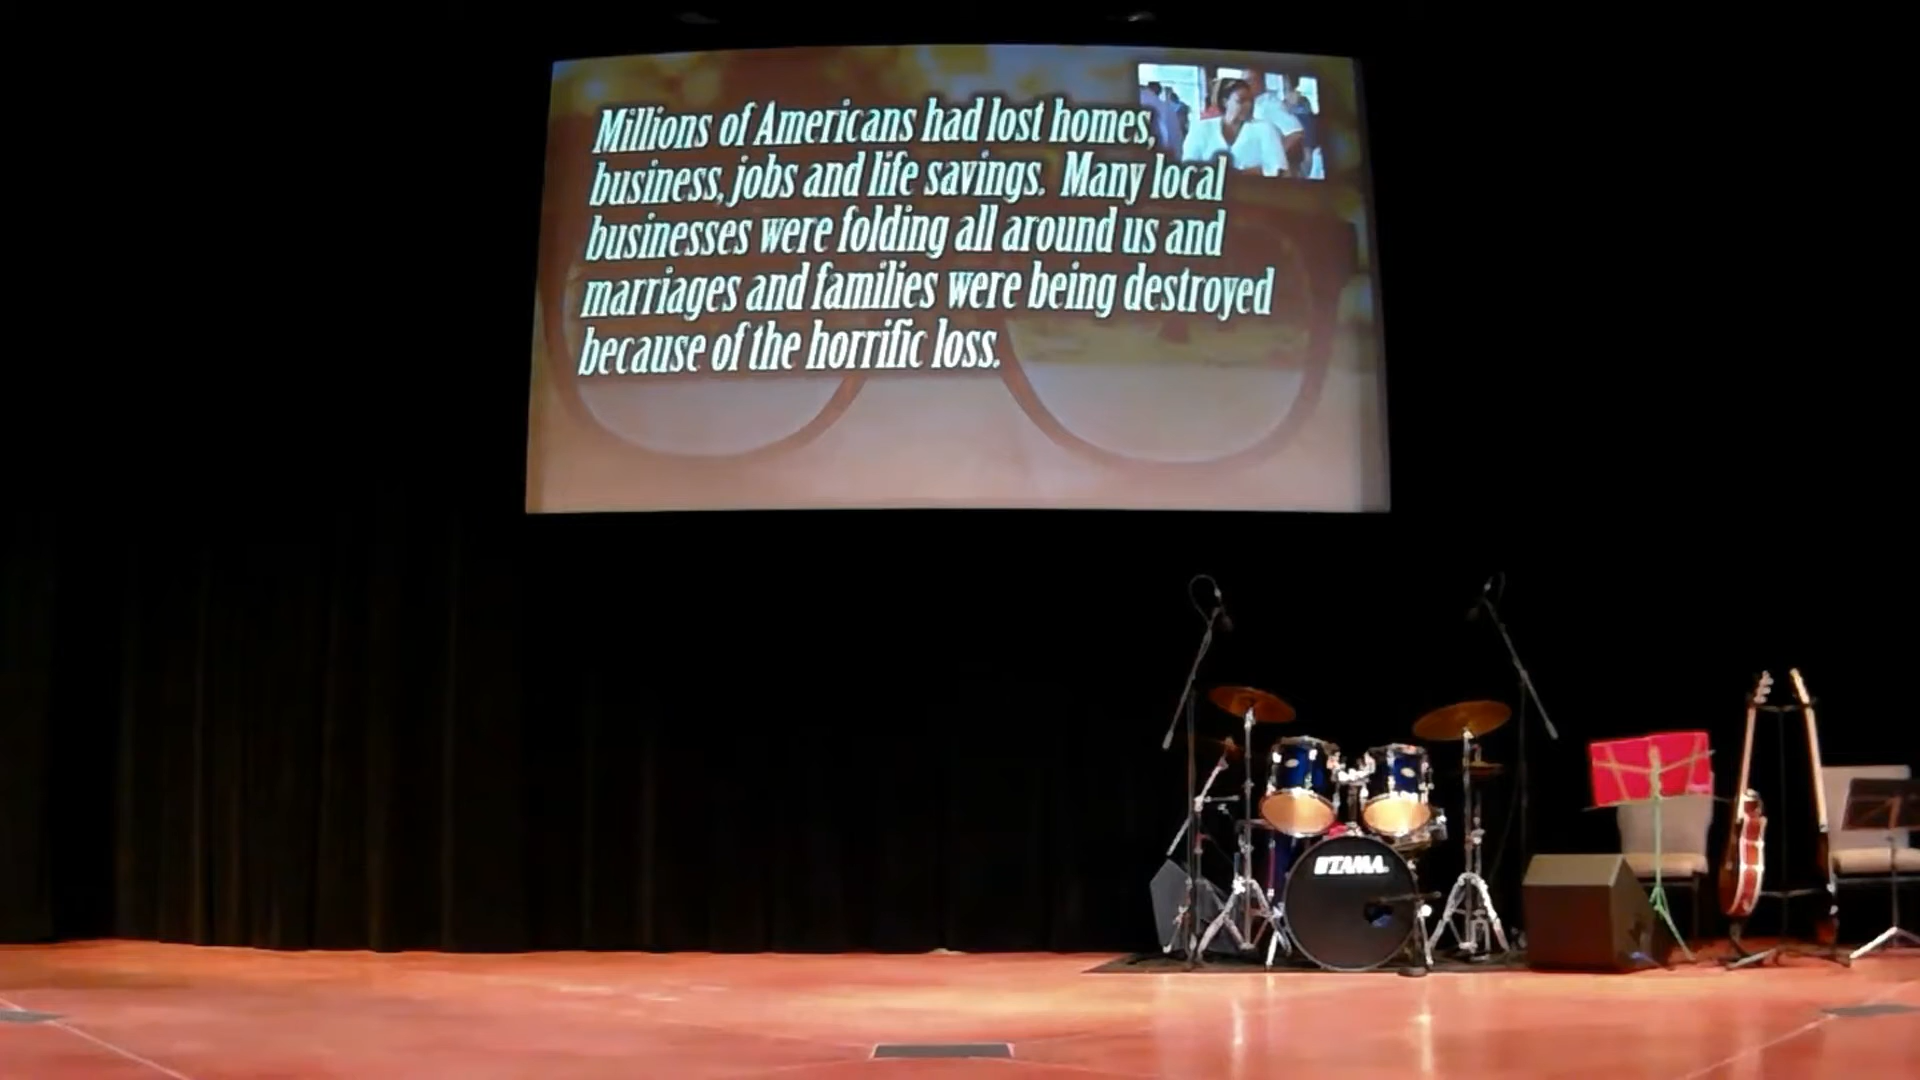 Millions of Americans had lost homes,
business, jobs and life savings. Many local
businesses were folding all around us and
marriages and families were being destroyed
because of the horrific loss.
TAMA